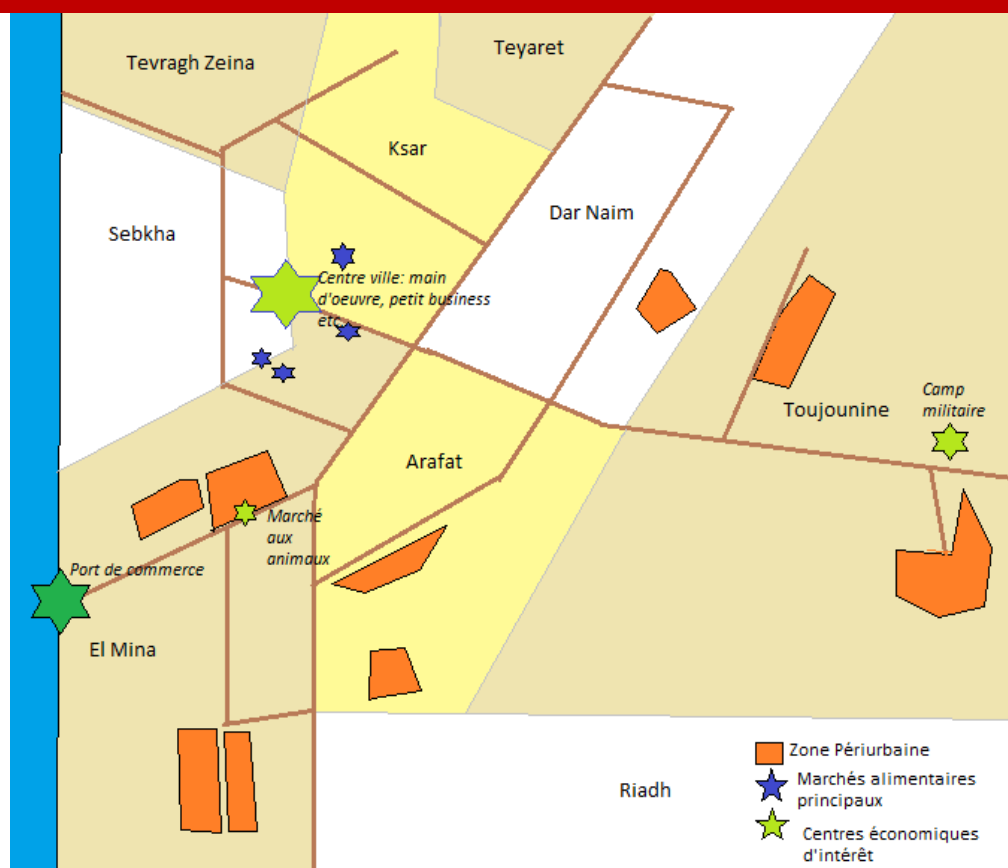 Tevragh Zeina
Teyaret
Ksar
Dar Naim
Sebkha
Centre ville: main
d'oeuvre, petit business
etc.
Camp
militaire
Toujounine
Arafat
Marché
aux
animaux
Port de commerce
El Mina
Riadh
Zone Périurbaine
Marchés alimentaires
principaux
Centres économiques
d'intérêt